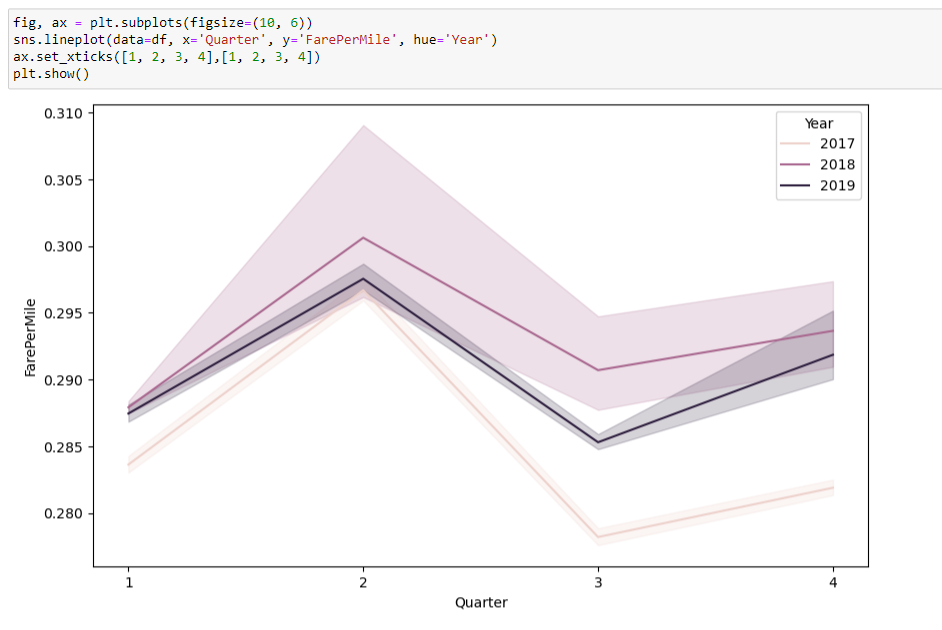 fig, ax = plt.subplots(figsize=(10, 6))
sns.lineplot(data=df, x='Quarter', y='FarePerMile', hue='Year')
ax.set_xticks([1, 2, 3, 4],[1, 2, 3, 4])
plt.show()
0.310
0.305
0.300
0.295
0.290
0.285
0.280
FarePerMile
Year
2017
2018
2019
1 2 3 4
Quarter